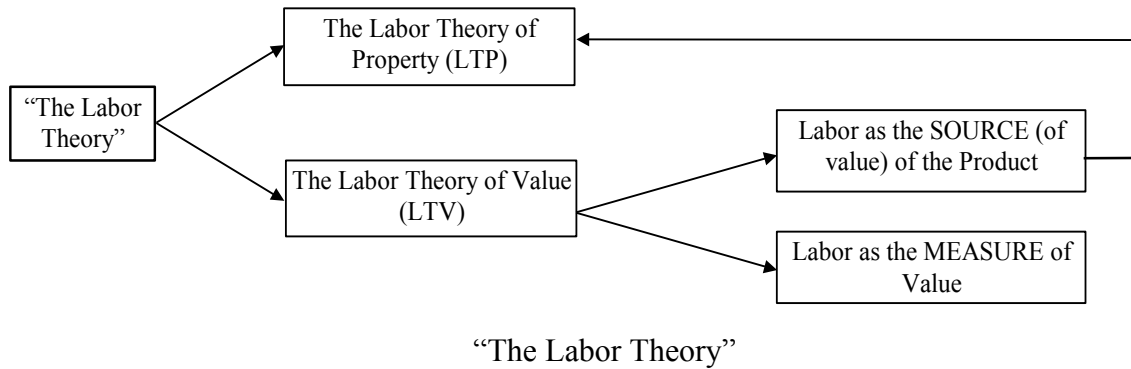 The Labor Theory of
Property (LTP)
“The Labor
Theory”
Labor as the SOURCE (of
value) of the Product
The Labor Theory of Value
(LTV)
Labor as the MEASURE of
Value
“The Labor Theory”